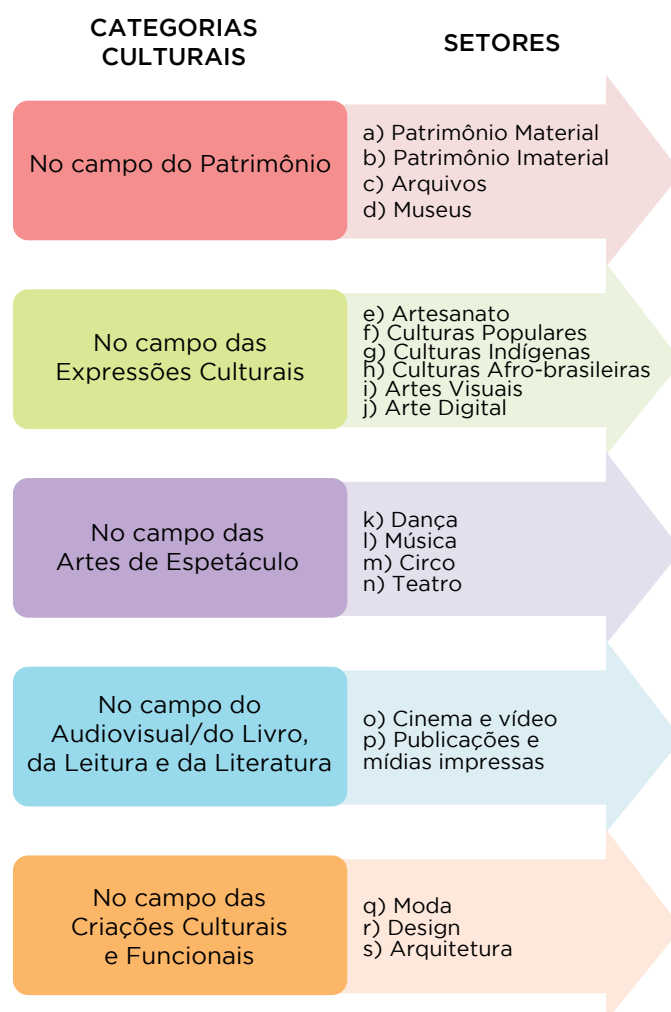 CATEGORIAS
CULTURAIS
SETORES
No campo do Patrimônio
a) Patrimônio Material
b) Patrimônio Imaterial
c) Arquivos
d) Museus
No campo das
Expressões Culturais
e) Artesanato
f) Culturas Populares
g) Culturas Indígenas
h) Culturas Afro-brasileiras
i) Artes Visuais
j) Arte Digital
No campo das
Artes de Espetáculo
k) Dança
l) Música
m) Circo
n) Teatro
No campo do
Audiovisual/do Livro,
da Leitura e da Literatura
o) Cinema e vídeo
p) Publicações e
mídias impressas
No campo das
Criações Culturais
e Funcionais
q) Moda
r) Design
s) Arquitetura